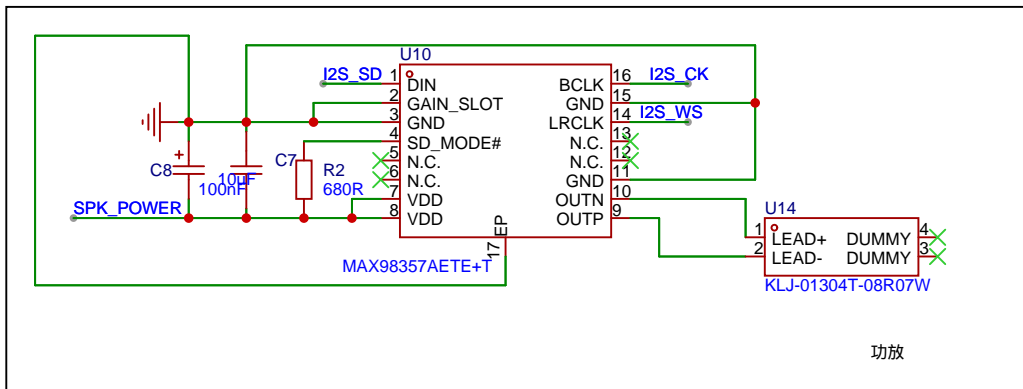 U10
I2S_SD
1
DIN
BCLK
16
I2S_CK
2
GAIN_SLOT
GND
15
3
GND
LRCLK
14
I2S_WS
4
SD_MODE#
N.C.
13
5
N.C.
N.C.
12
6
N.C.
GND
11
7
VDD
OUTN
10
8
VDD
OUTP
9
17
EP
MAX98357AETE+T
+
C8
100nF
C7
10uF
R2
680R
SPK_POWER
U14
1
LEAD+
DUMMY
4
2
LEAD-
DUMMY
3
KLJ-01304T-08R07W
功放